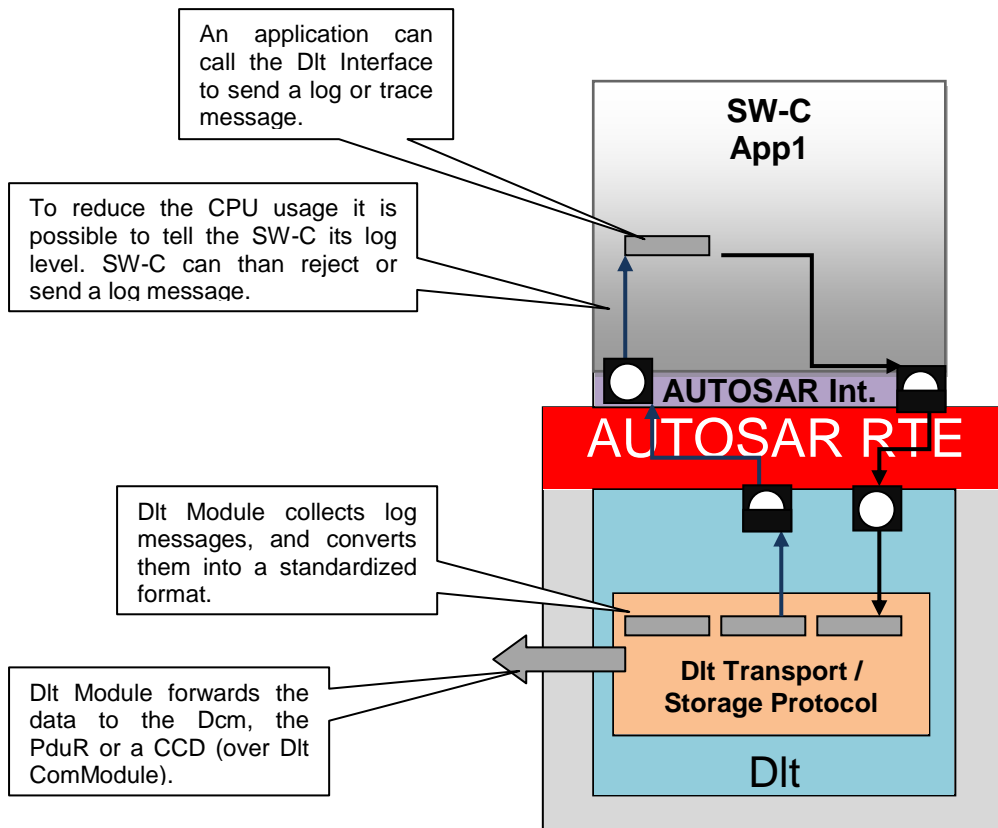 An application can
call the Dlt Interface
to send a log or trace
message.
SW-C
App1
To reduce the CPU usage it is
possible to tell the SW-C its log
level. SW-C can than reject or
send a log message.
AUTOSAR Int.
AUTOSAR RTE
Dlt Module collects log
messages, and converts
them into a standardized
format.
Dlt Transport /
Storage Protocol
Dlt Module forwards the
data to the Dcm, the
PduR or a CCD (over Dlt
ComModule).
Dlt